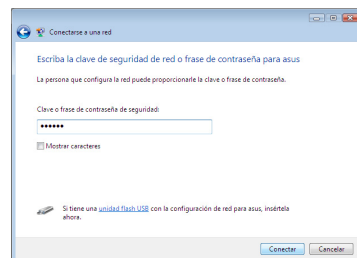 Conectarse a una red
Escriba la clave de seguridad de red o frase de contraseña para asus
La persona que configura la red puede proporcionarle la clave o frase de contraseña.
Clave o frase de contraseña de seguridad:
••••••
Mostrar caracteres
Si tiene una unidad flash USB con la configuración de red para asus, insértela
ahora.
Conectar Cancelar